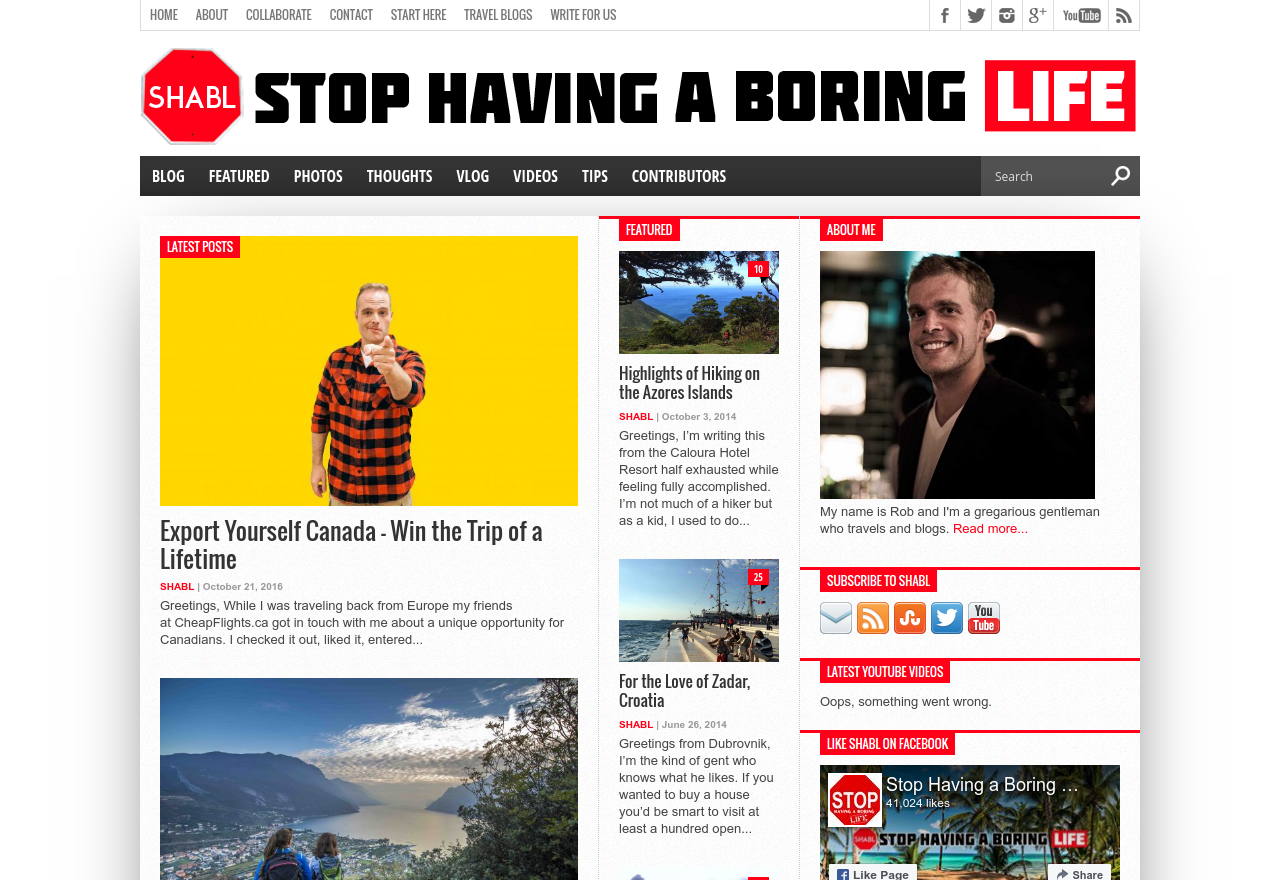 HOME ABOUT COLLABORATE CONTACT START HERE TRAVEL BLOGS WRITE FOR US
You Tube
SHABL STOP HAVING A BORING LIFE
BLOG FEATURED PHOTOS THOUGHTS VLOG VIDEOS TIPS CONTRIBUTORS
Search
LATEST POSTS
Export Yourself Canada - Win the Trip of a
Lifetime
SHABL | October 21, 2016
Greetings, While I was traveling back from Europe my friends
at CheapFlights.ca got in touch with me about a unique opportunity for
Canadians. I checked it out, liked it, entered...
FEATURED
10
Highlights of Hiking on
the Azores Islands
SHABL | October 3, 2014
Greetings, I’m writing this
from the Caloura Hotel
Resort half exhausted while
feeling fully accomplished.
I’m not much of a hiker but
as a kid, I used to do...
25
For the Love of Zadar,
Croatia
SHABL | June 26, 2014
Greetings from Dubrovnik,
I’m the kind of gent who
knows what he likes. If you
wanted to buy a house
you’d be smart to visit at
least a hundred open...
ABOUT ME
My name is Rob and I'm a gregarious gentleman
who travels and blogs. Read more...
SUBSCRIBE TO SHABL
You
Tube
LATEST YOUTUBE VIDEOS
Oops, something went wrong.
LIKE SHABL ON FACEBOOK
STOP
HAVING A BORING
LIFE
Stop Having a Boring …
41,024 likes
SHABL STOP HAVING A BORING LIFE
Like Page
Share